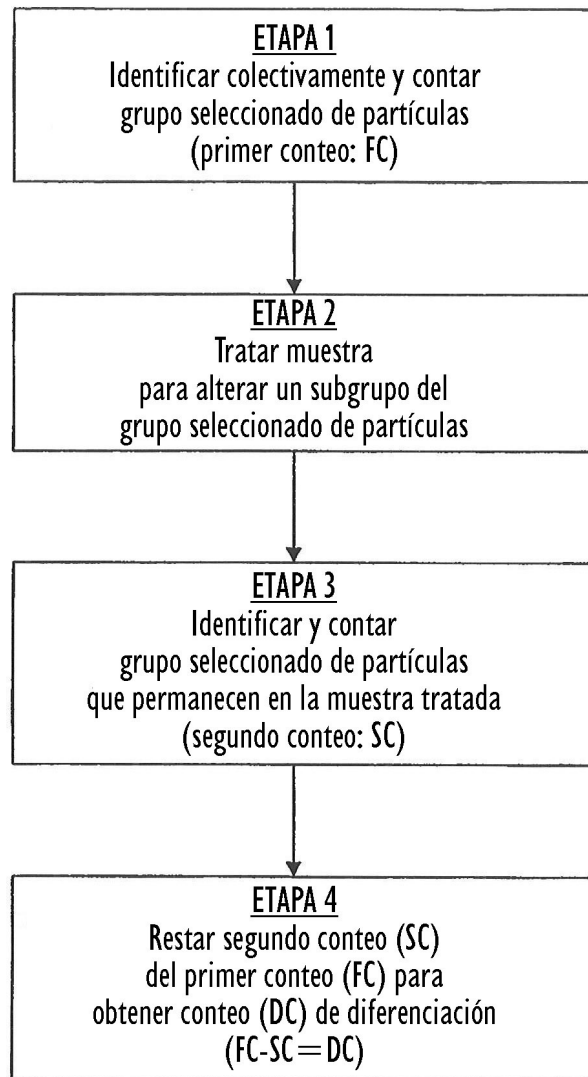 ETAPA 1
Identificar colectivamente y contar
grupo seleccionado de partículas
(primer conteo: FC)
ETAPA 2
Tratar muestra
para alterar un subgrupo del
grupo seleccionado de partículas
ETAPA 3
Identificar y contar
grupo seleccionado de partículas
que permanecen en la muestra tratada
(segundo conteo: SC)
ETAPA 4
Restar segundo conteo (SC)
del primer conteo (FC) para
obtener conteo (DC) de diferenciación
(FC-SC=DC)